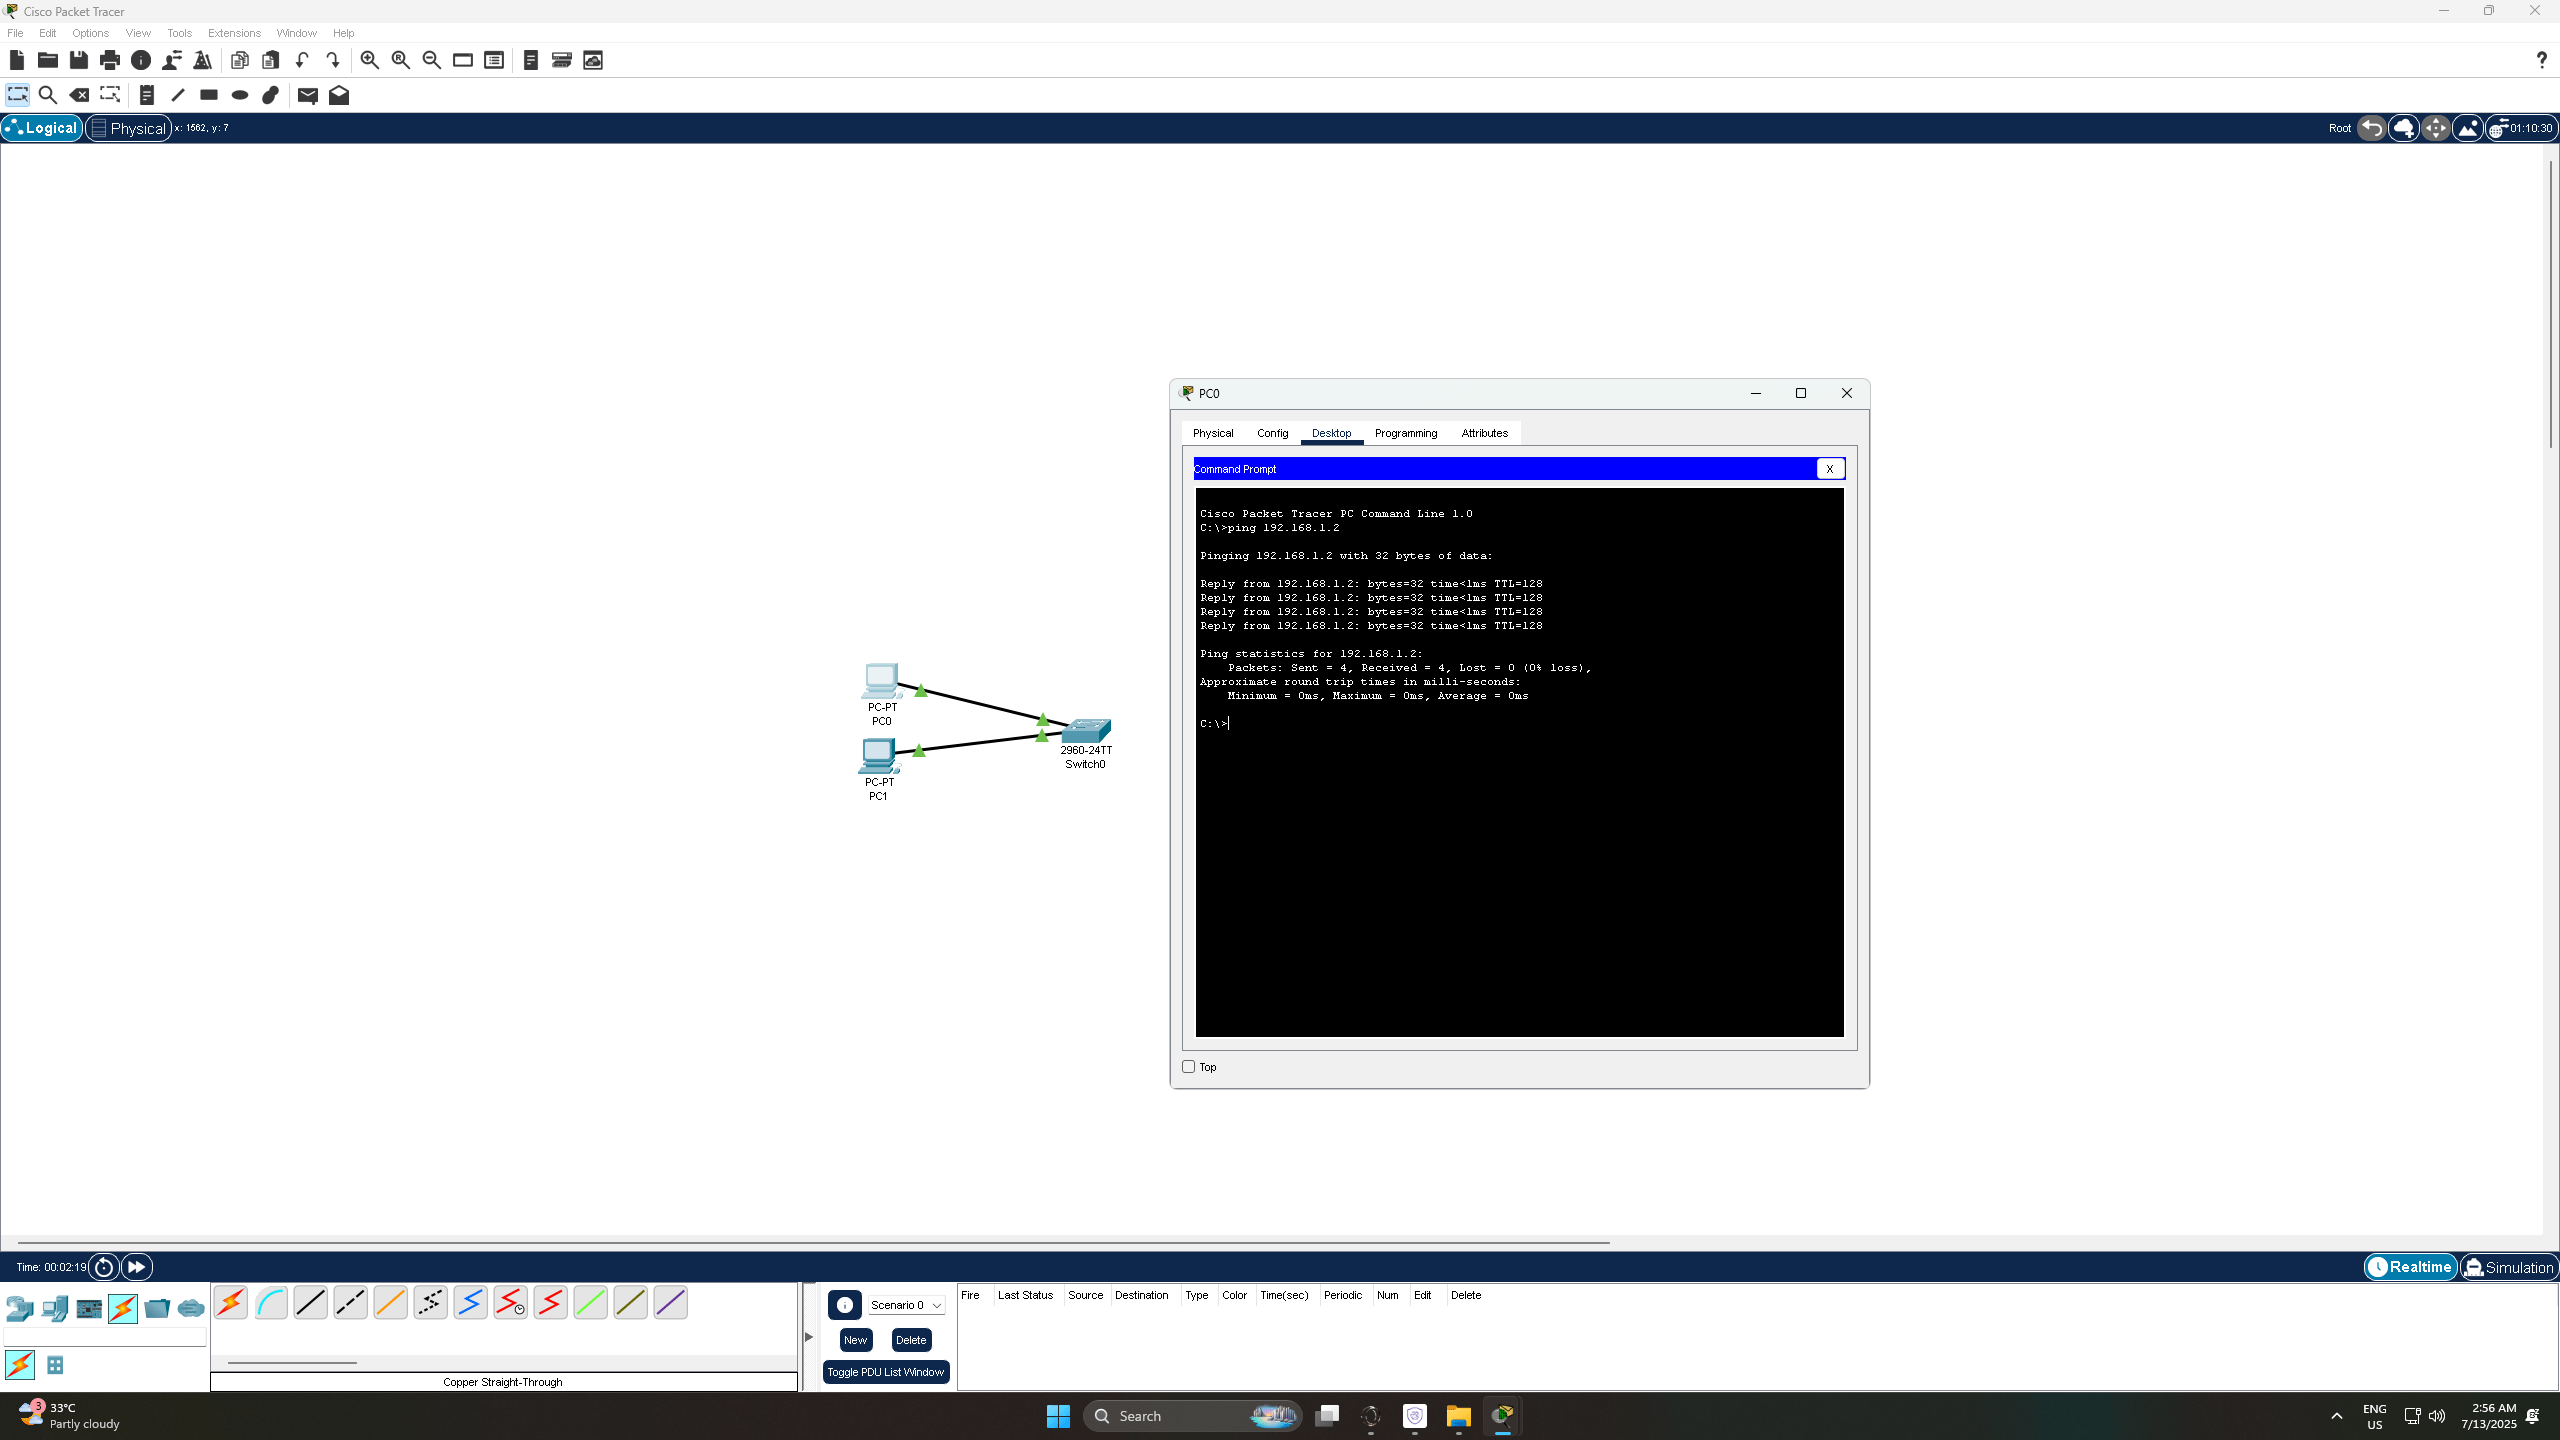 Cisco Packet Tracer
File Edit Options View Tools Extensions Window Help
Logical Physical x: 1562, y: 7
Root 01:10:30
PC0
Physical Config Desktop Programming Attributes
Command Prompt X
Cisco Packet Tracer PC Command Line 1.0
C:\>ping 192.168.1.2
Pinging 192.168.1.2 with 32 bytes of data:
Reply from 192.168.1.2: bytes=32 time<1ms TTL=128
Reply from 192.168.1.2: bytes=32 time<1ms TTL=128
Reply from 192.168.1.2: bytes=32 time<1ms TTL=128
Reply from 192.168.1.2: bytes=32 time<1ms TTL=128
Ping statistics for 192.168.1.2:
Packets: Sent = 4, Received = 4, Lost = 0 (0% loss),
Approximate round trip times in milli-seconds:
Minimum = 0ms, Maximum = 0ms, Average = 0ms
C:\>
Top
PC-PT
PC0
PC-PT
PC1
2960-24TT
Switch0
Time: 00:02:19
Realtime Simulation
Copper Straight-Through
Scenario 0
New Delete
Toggle PDU List Window
Fire Last Status Source Destination Type Color Time(sec) Periodic Num Edit Delete
3
33°C
Partly cloudy
Search
ENG
US
2:56 AM
7/13/2025